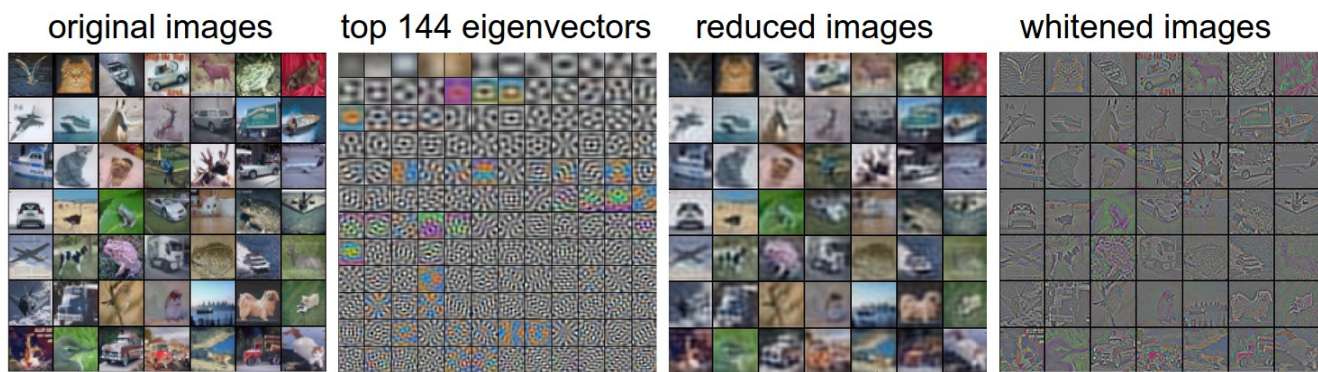 original images
top 144 eigenvectors
reduced images
whitened images